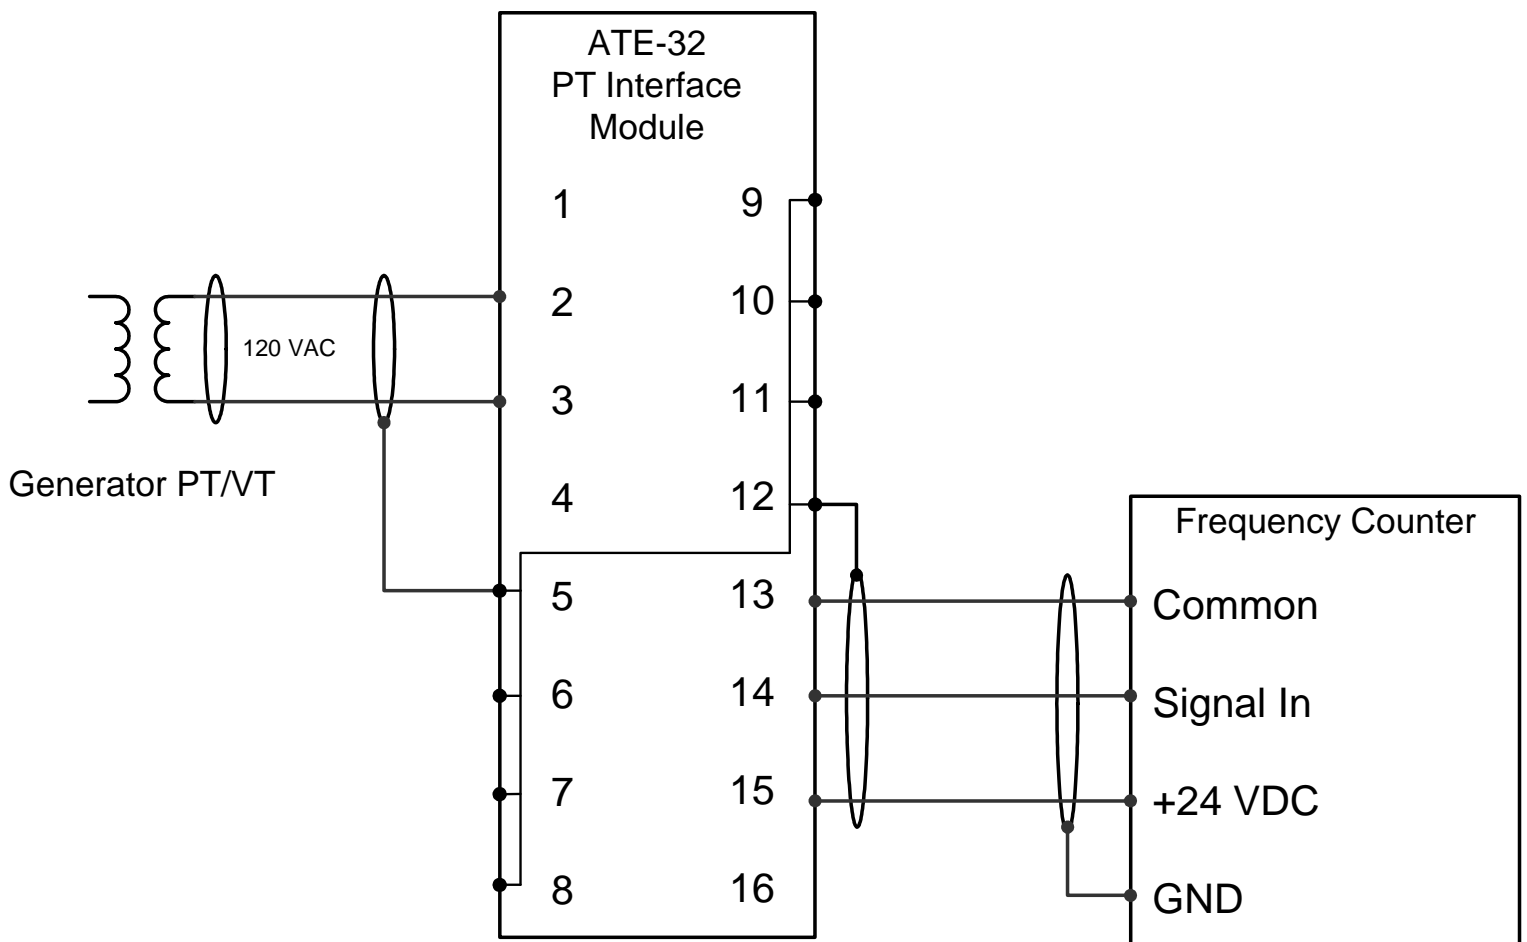 ATE-32
PT Interface
Module
1
9
2
10
120 VAC
3
11
Generator PT/VT
4
12
Frequency Counter
5
13
Common
6
14
Signal In
7
15
+24 VDC
8
16
GND